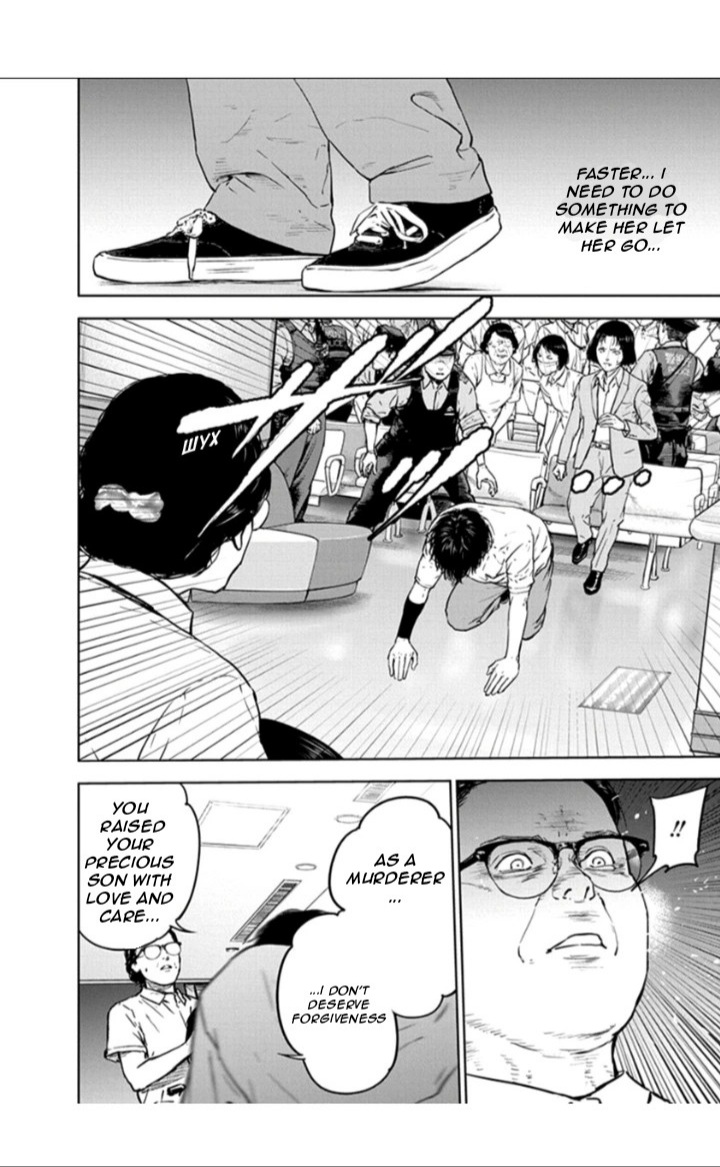 FASTER... I
NEED TO DO
SOMETHING TO
MAKE HER LET
HER GO...
ШУХ
!!
AS A
MURDERER
...
...I DON'T
DESERVE
FORGIVENESS
YOU
RAISED
YOUR
PRECIOUS
SON WITH
LOVE AND
CARE...